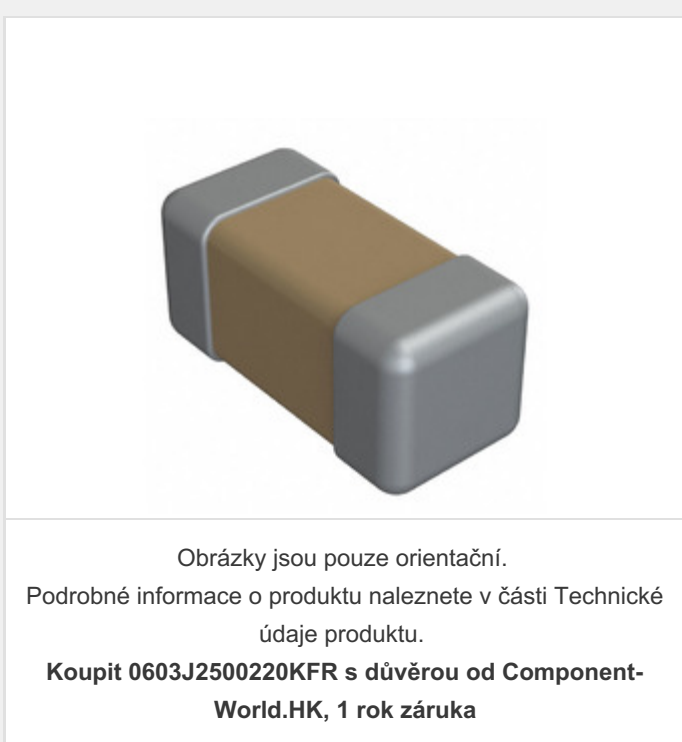 Obrázky jsou pouze orientační.
Podrobné informace o produktu naleznete v části Technické
údaje produktu.
Koupit 0603J2500220KFR s důvěrou od Component-
World.HK, 1 rok záruka